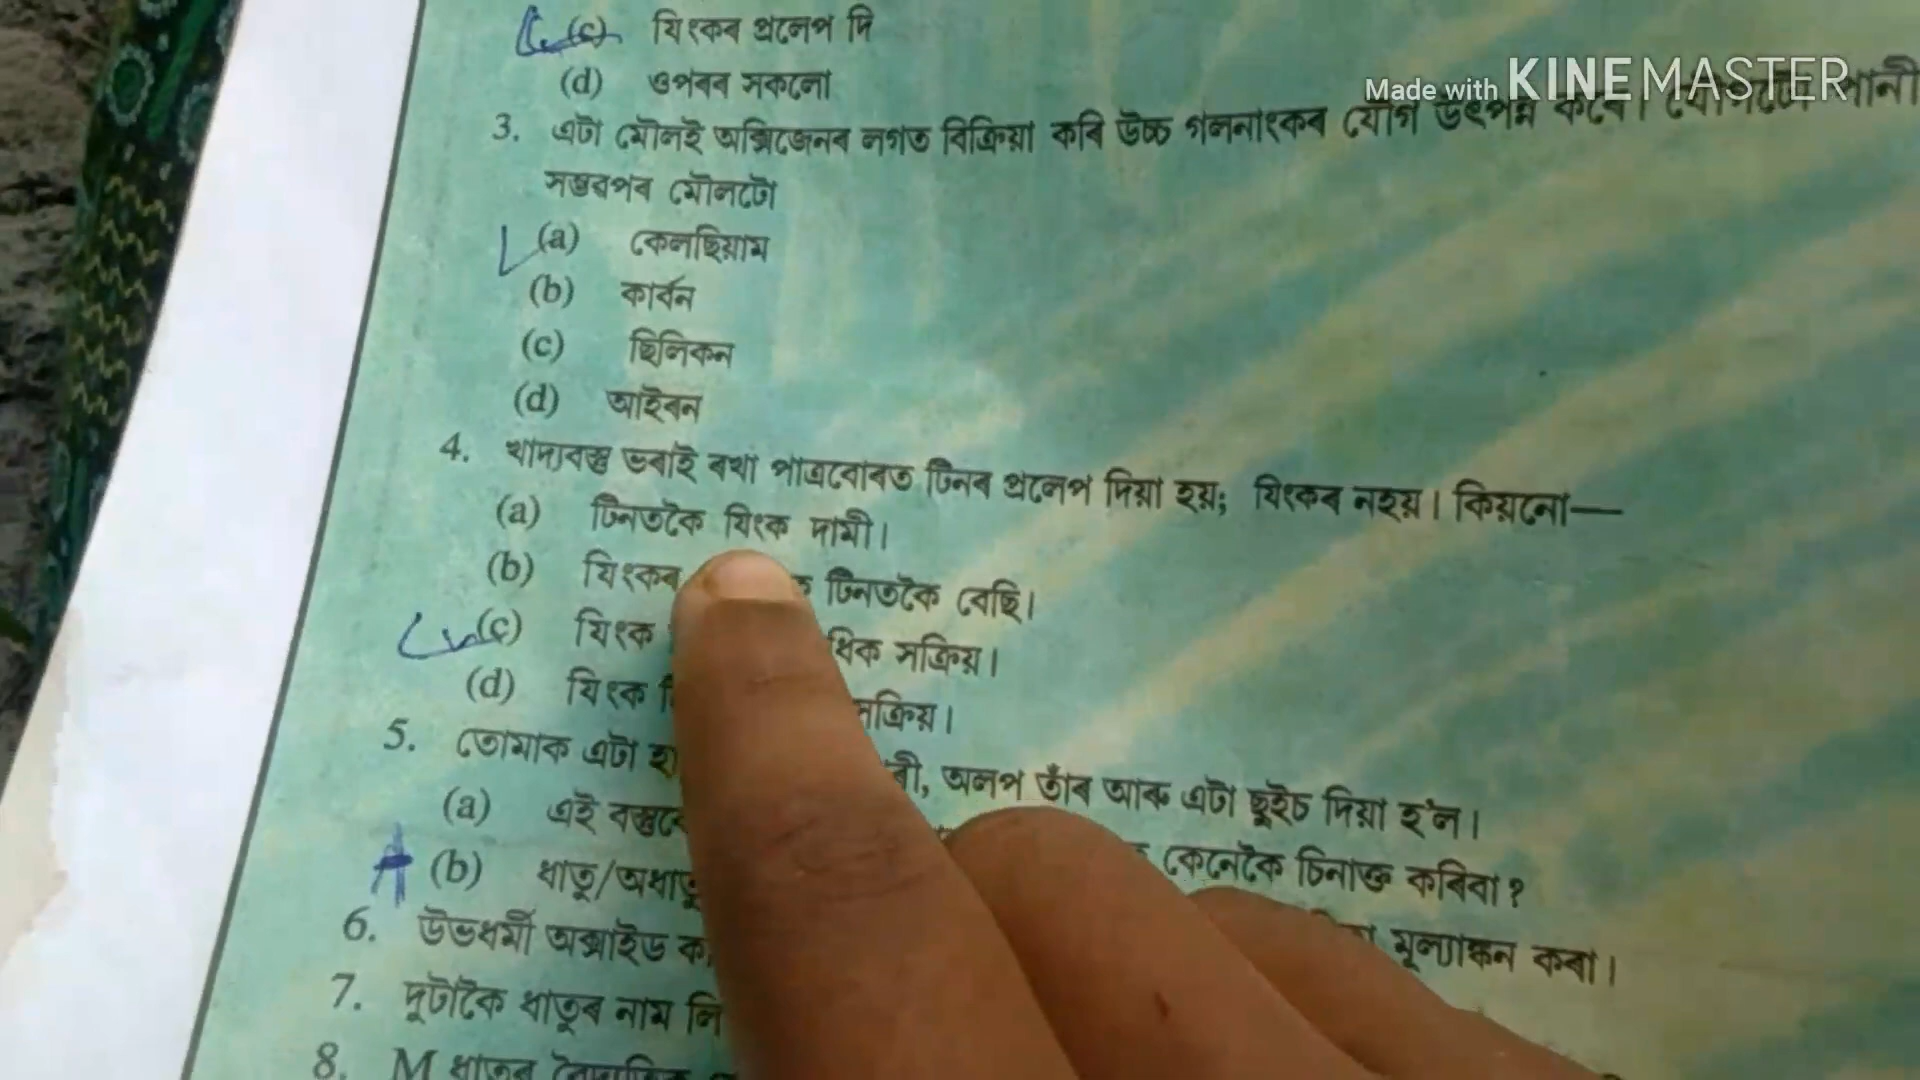 (c) যিংকৰ প্ৰলেপ দি
Made with KINEMASTER
(d) ওপৰৰ সকলো
3. এটা মৌলই অক্সিজেনৰ লগত বিক্ৰিয়া কৰি উচ্চ গলনাংকৰ যৌগ উৎপন্ন কৰে। যৌগটো পানী
সম্ভৱপৰ মৌলটো
(a) কেলছিয়াম
(b) কাৰ্বন
(c) ছিলিকন
(d) আইৰন
4. খাদ্যবস্তু ভৰাই ৰখা পাত্ৰবোৰত টিনৰ প্ৰলেপ দিয়া হয়; যিংকৰ নহয়। কিয়নো—
(a) টিনতকৈ যিংক দামী।
(b) যিংকৰ টিনতকৈ বেছি।
(c) যিংক সক্ৰিয়।
(d) যিংক সক্ৰিয়।
5. তোমাক এটা অলপ তাঁৰ আৰু এটা ছুইচ দিয়া হ'ল।
(a) এই
(b) ধাতু/অধাতু কেনেকৈ চিনাক্ত কৰিবা?
মূল্যাঙ্কন কৰা।
6. উভধৰ্মী অক্সাইড
7. দুটাকৈ ধাতুৰ নাম
8. M ধাতুৰ